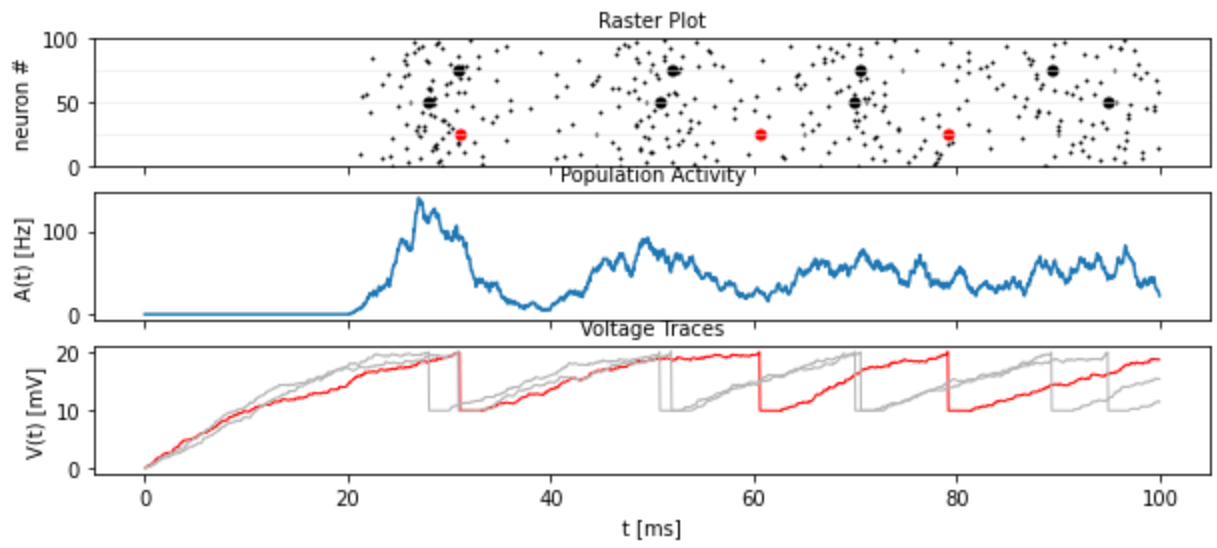 Raster Plot
neuron #
100
50
0
Population Activity
A(t) [Hz]
100
0
Voltage Traces
V(t) [mV]
20
10
0
0 20 40 60 80 100
t [ms]